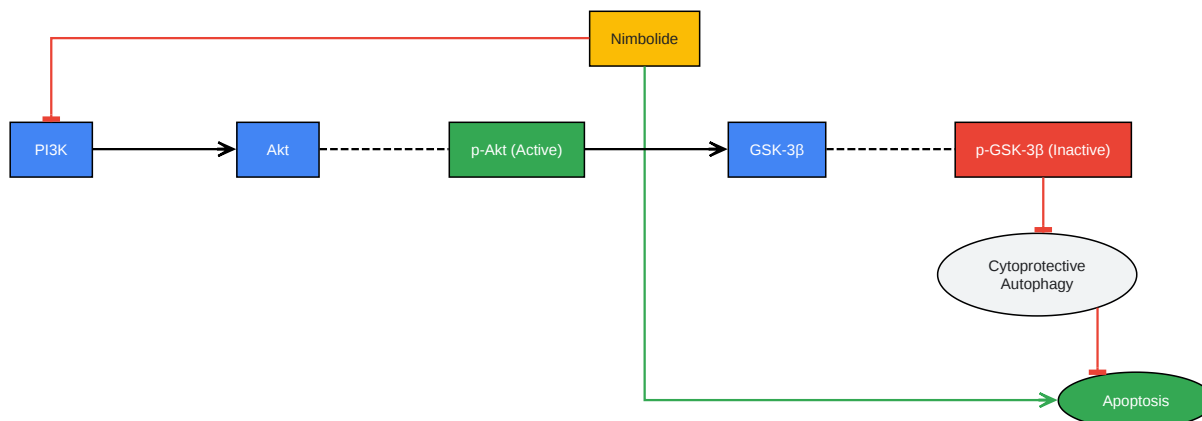 Nimbolide
PI3K
Akt
p-Akt (Active)
GSK-3β
p-GSK-3β (Inactive)
Cytoprotective
Autophagy
Apoptosis